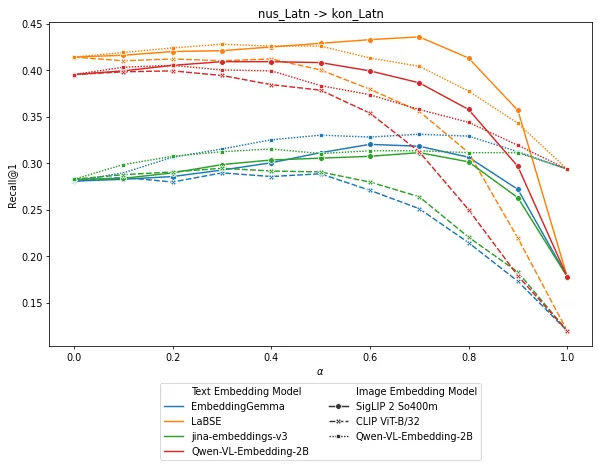 nus_Latn -> kon_Latn
Recall@1
0.45
0.40
0.35
0.30
0.25
0.20
0.15
0.0
0.2
0.4
0.6
0.8
1.0
α
Text Embedding Model
EmbeddingGemma
LaBSE
jina-embeddings-v3
Qwen-VL-Embedding-2B
Image Embedding Model
SigLIP 2 So400m
CLIP ViT-B/32
Qwen-VL-Embedding-2B